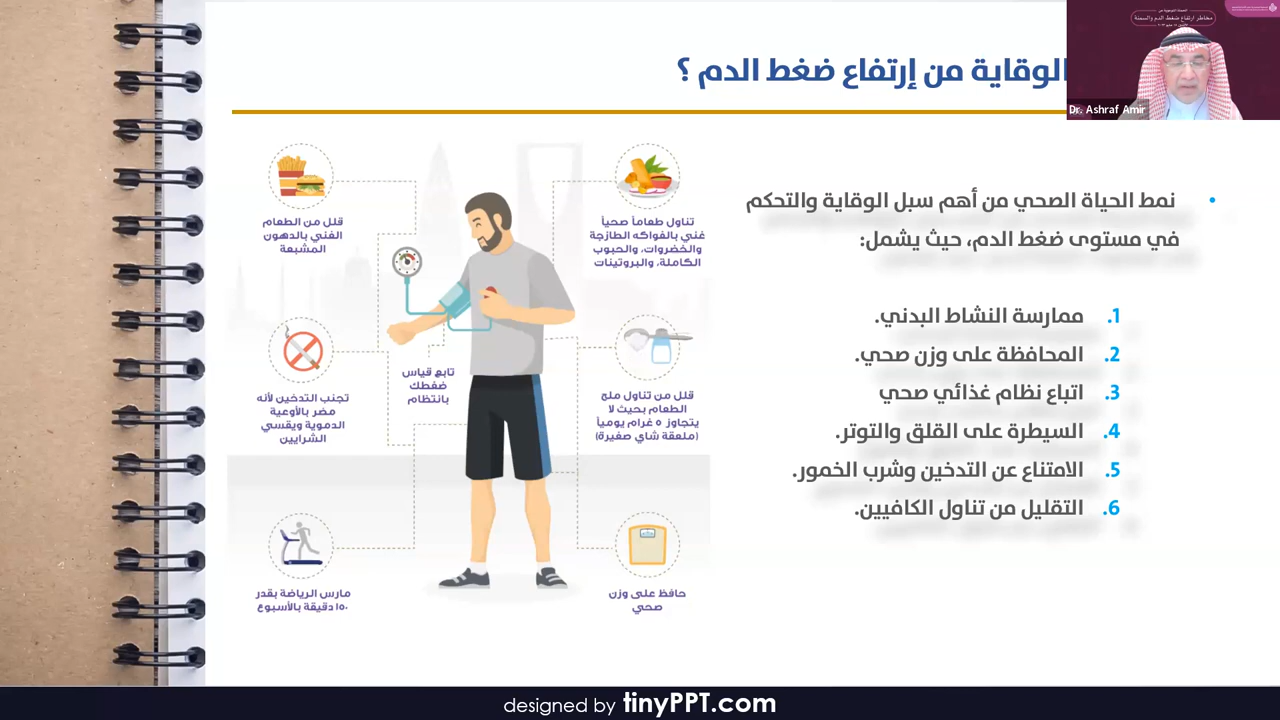 مخاطر ارتفاع ضغط الدم والسمنة
Dr. Ashraf Amir
الوقاية من إرتفاع ضغط الدم ؟
• نمط الحياة الصحي من أهم سبل الوقاية والتحكم
في مستوى ضغط الدم، حيث يشمل:
1. ممارسة النشاط البدني.
2. المحافظة على وزن صحي.
3. اتباع نظام غذائي صحي
4. السيطرة على القلق والتوتر.
5. الامتناع عن التدخين وشرب الخمور.
6. التقليل من تناول الكافيين.
تناول طعاماً صحياً
غني بالفواكه الطازجة
والخضروات، والحبوب
الكاملة، والبروتينات
قلل من تناول ملح
الطعام بحيث لا
يتجاوز ٥ غرام يومياً
(ملعقة شاي صغيرة)
حافظ على وزن
صحي
تابع قياس
ضغطك
بانتظام
قلل من الطعام
الغني بالدهون
المشبعة
تجنب التدخين لأنه
مضر بالأوعية
الدموية ويقسي
الشرايين
مارس الرياضة بقدر
١٥٠ دقيقة بالأسبوع
designed by tinyPPT.com